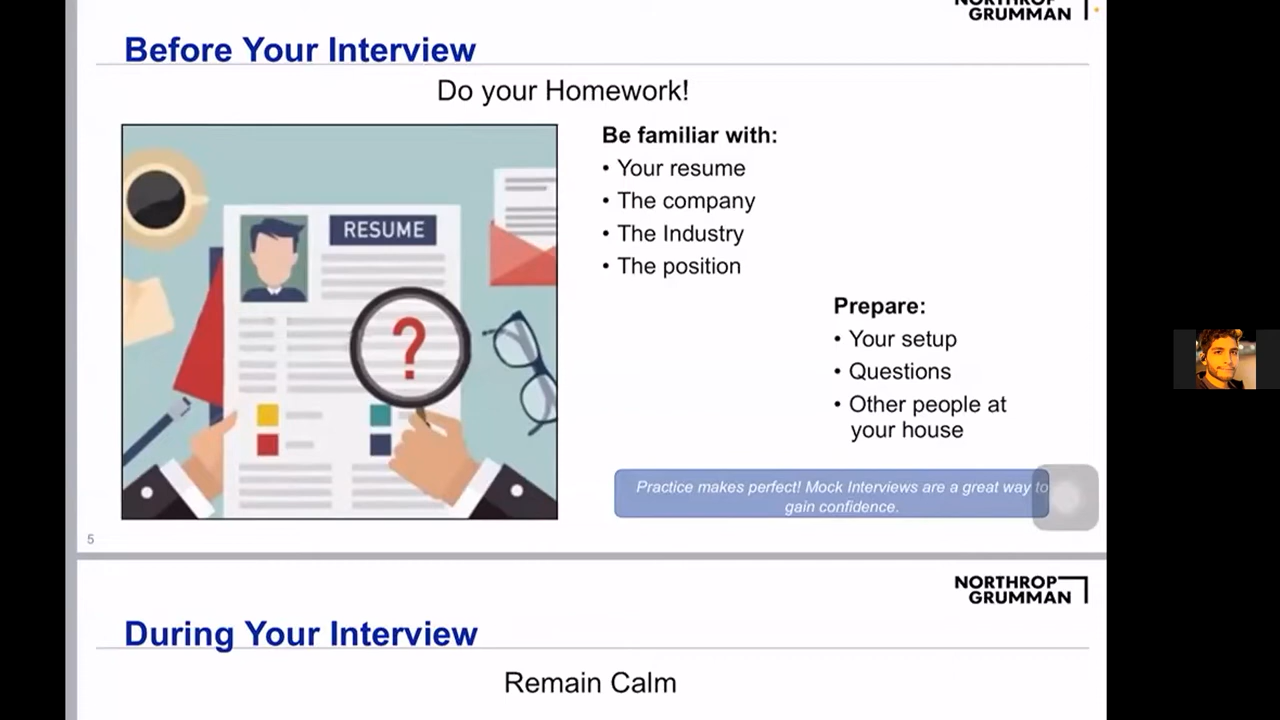 NORTHROP
GRUMMAN
Before Your Interview
Do your Homework!
RESUME
?
Be familiar with:
• Your resume
• The company
• The Industry
• The position
Prepare:
• Your setup
• Questions
• Other people at
your house
Practice makes perfect! Mock Interviews are a great way to
gain confidence.
5
NORTHROP
GRUMMAN
During Your Interview
Remain Calm